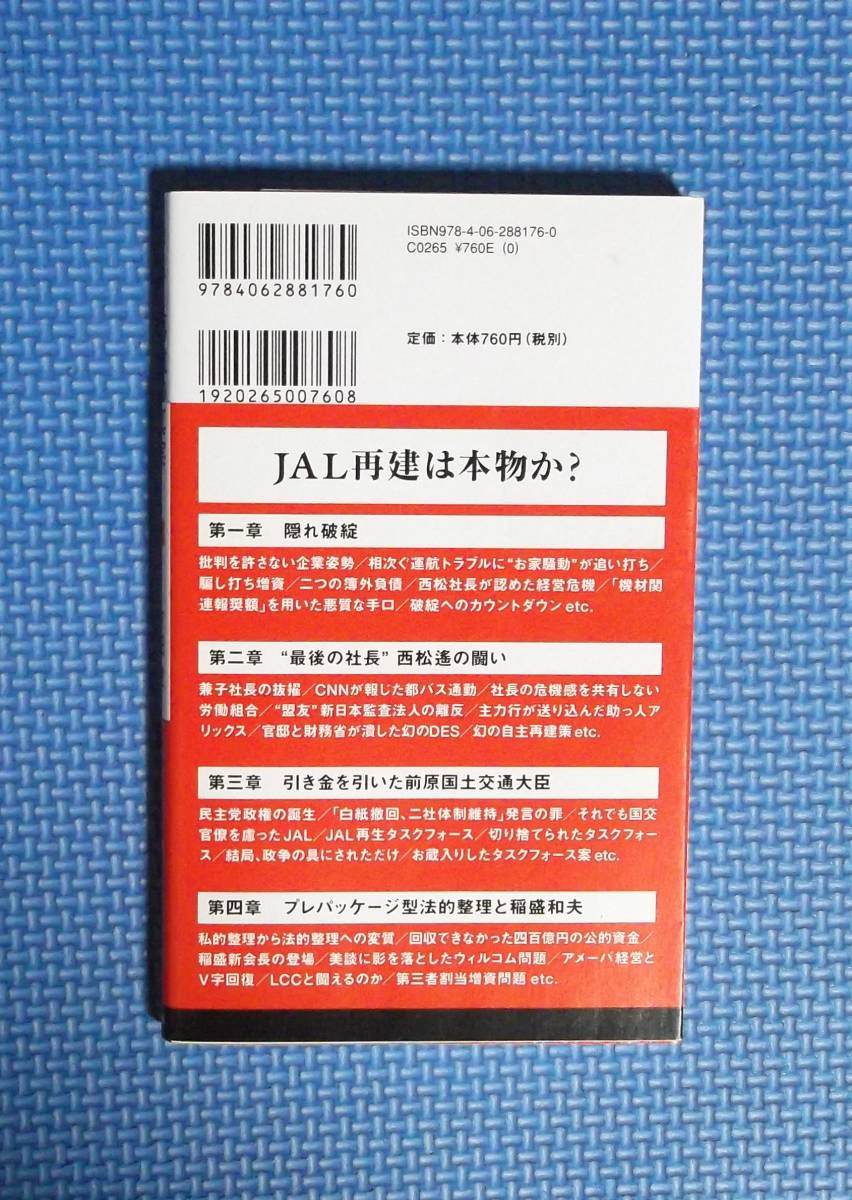 ISBN978-4-06-288176-0
C0265 ¥760E (0)
9784062881760
定価：本体760円（税別）
1920265007608
JAL再建は本物か?
第一章 隠れ破綻
批判を許さない企業姿勢／相次ぐ運航トラブルに“お家騒動”が追い打ち／
騙し打ち増資／二つの簿外負債／西松社長が認めた経営危機／「機材関
連報奨額」を用いた悪質な手口／破綻へのカウントダウン etc.
第二章 “最後の社長” 西松遙の闘い
兼子社長の抜擢／CNNが報じた都バス通勤／社長の危機感を共有しない
労働組合／“盟友”新日本監査法人の離反／主力行が送り込んだ助っ人ア
リックス／官邸と財務省が潰した幻のDES／幻の自主再建策 etc.
第三章 引き金を引いた前原国土交通大臣
民主党政権の誕生／「白紙撤回、二社体制維持」発言の罪／それでも国交
官僚を慮ったJAL／JAL再生タスクフォース／切り捨てられたタスクフォー
ス／結局、政争の具にされただけ／お蔵入りしたタスクフォース案 etc.
第四章 プレパッケージ型法的整理と稲盛和夫
私的整理から法的整理への変質／回収できなかった四百億円の公的資金／
稲盛新会長の登場／美談に影を落としたウィルコム問題／アメーバ経営と
V字回復／LCCと闘えるのか／第三者割当増資問題 etc.